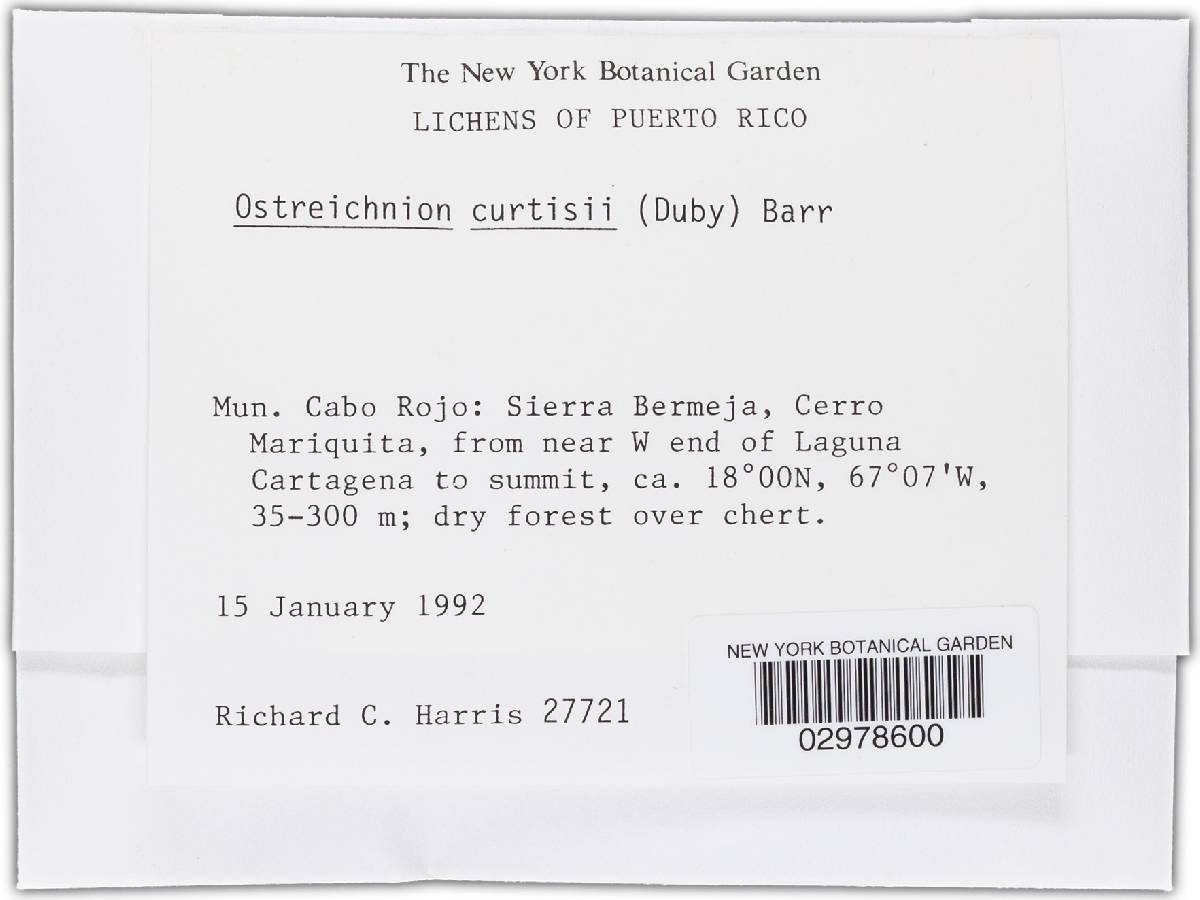 The New York Botanical Garden
LICHENS OF PUERTO RICO
Ostreichnion curtisii (Duby) Barr
Mun. Cabo Rojo: Sierra Bermeja, Cerro
Mariquita, from near W end of Laguna
Cartagena to summit, ca. 18°00N, 67°07'W,
35-300 m; dry forest over chert.
15 January 1992
Richard C. Harris 27721
NEW YORK BOTANICAL GARDEN
02978600